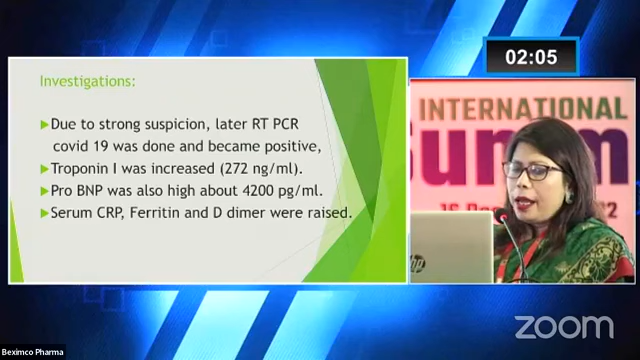 02:05
Investigations:
▶Due to strong suspicion, later RT PCR
covid 19 was done and became positive,
▶Troponin I was increased (272 ng/ml).
▶Pro BNP was also high about 4200 pg/ml.
▶Serum CRP, Ferritin and D dimer were raised.
INTERNATIONAL
hp
zoom
Beximco Pharma